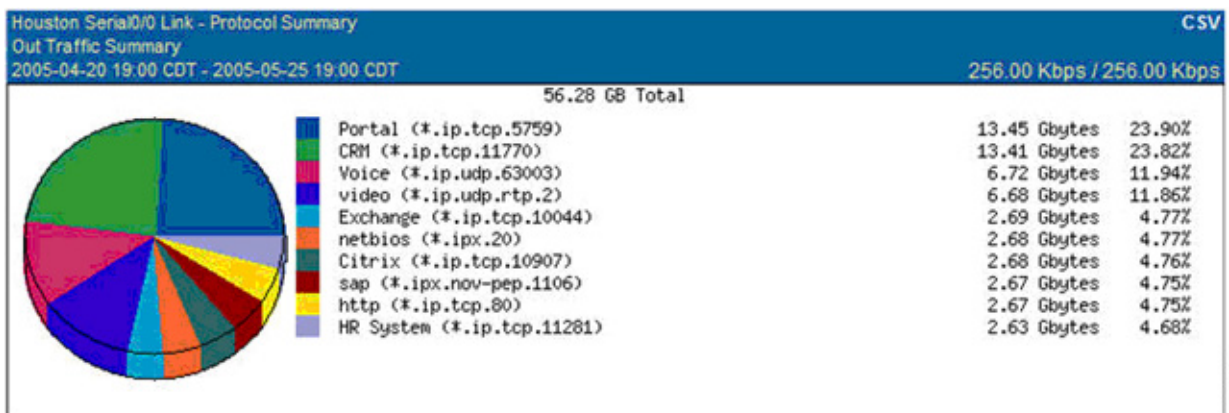 Houston Serial0/0 Link - Protocol Summary CSV
Out Traffic Summary
2005-04-20 19:00 CDT - 2005-05-25 19:00 CDT 256.00 Kbps / 256.00 Kbps
56.28 GB Total
Portal (*.ip.tcp.5759) 13.45 Gbytes 23.90%
CRM (*.ip.tcp.11770) 13.41 Gbytes 23.82%
Voice (*.ip.udp.63003) 6.72 Gbytes 11.94%
video (*.ip.udp.rtp.2) 6.68 Gbytes 11.86%
Exchange (*.ip.tcp.10044) 2.69 Gbytes 4.77%
netbios (*.ipx.20) 2.68 Gbytes 4.77%
Citrix (*.ip.tcp.10907) 2.68 Gbytes 4.76%
sap (*.ipx.nov-pep.1106) 2.67 Gbytes 4.75%
http (*.ip.tcp.80) 2.67 Gbytes 4.75%
HR System (*.ip.tcp.11281) 2.63 Gbytes 4.68%